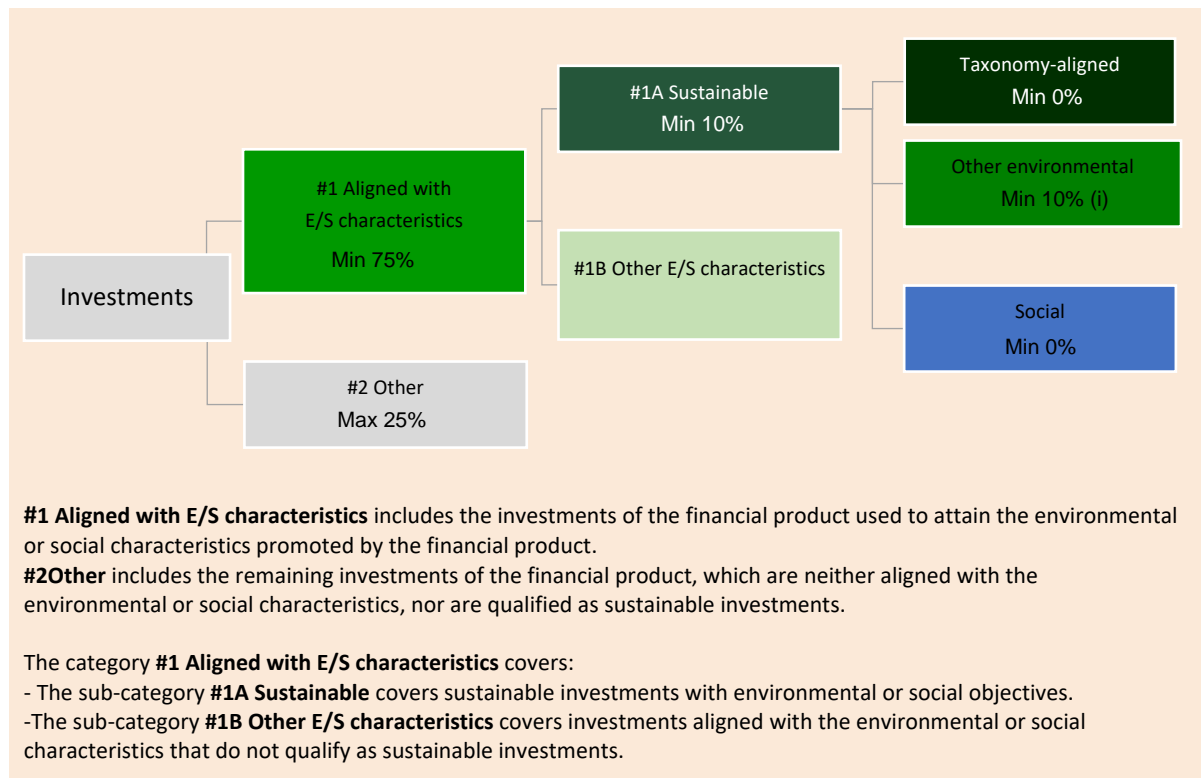 Taxonomy-aligned
Min 0%
#1A Sustainable
Min 10%
Other environmental
Min 10% (i)
#1 Aligned with
E/S characteristics
Min 75%
#1B Other E/S characteristics
Investments
Social
Min 0%
#2 Other
Max 25%
#1 Aligned with E/S characteristics includes the investments of the financial product used to attain the environmental
or social characteristics promoted by the financial product.
#2Other includes the remaining investments of the financial product, which are neither aligned with the
environmental or social characteristics, nor are qualified as sustainable investments.
The category #1 Aligned with E/S characteristics covers:
- The sub-category #1A Sustainable covers sustainable investments with environmental or social objectives.
-The sub-category #1B Other E/S characteristics covers investments aligned with the environmental or social
characteristics that do not qualify as sustainable investments.